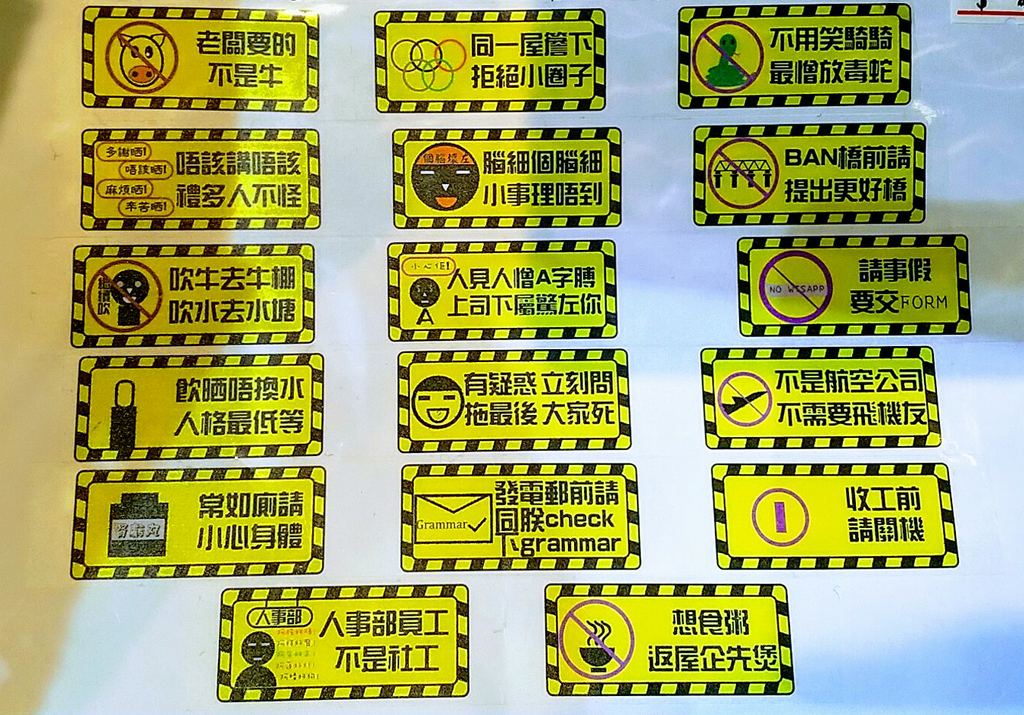 老闆要的
不是牛
同一屋簷下
拒絕小圈子
不用笑騎騎
最憎放毒蛇
多謝晒!
唔該晒!
麻煩晒!
辛苦晒!
唔該講唔該
禮多人不怪
個腦壞左
腦細個腦細
小事理唔到
BAN橋前請
提出更好橋
繼續吹
吹牛去牛棚
吹水去水塘
小心佢!
A
人見人憎A字膊
上司下屬驚左你
NO WTSAPP
請事假
要交FORM
飲晒唔換水
人格最低等
有疑惑 立刻問
拖最後 大家死
不是航空公司
不需要飛機友
常如廁請
小心身體
Grammar
發電郵前請
同朕check
下grammar
收工前
請關機
人事部
人事部員工
不是社工
想食粥
返屋企先煲